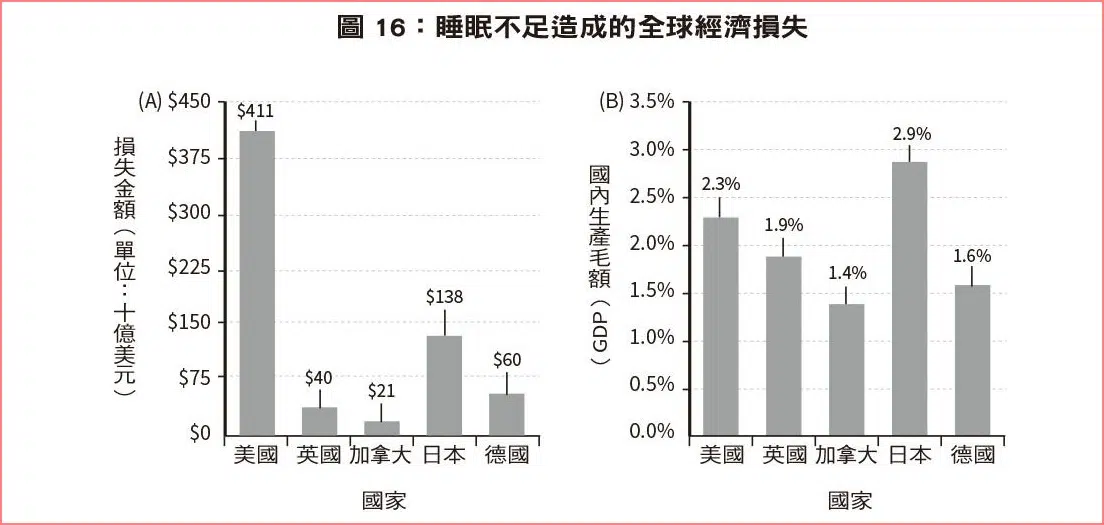 圖 16：睡眠不足造成的全球經濟損失
(A)
損失金額（單位：十億美元）
$450
$375
$300
$225
$150
$75
$0
$411
$40
$21
$138
$60
美國
英國
加拿大
日本
德國
國家
(B)
國內生產毛額（GDP）
3.5%
3.0%
2.5%
2.0%
1.5%
1.0%
0.5%
0.0%
2.3%
1.9%
1.4%
2.9%
1.6%
美國
英國
加拿大
日本
德國
國家